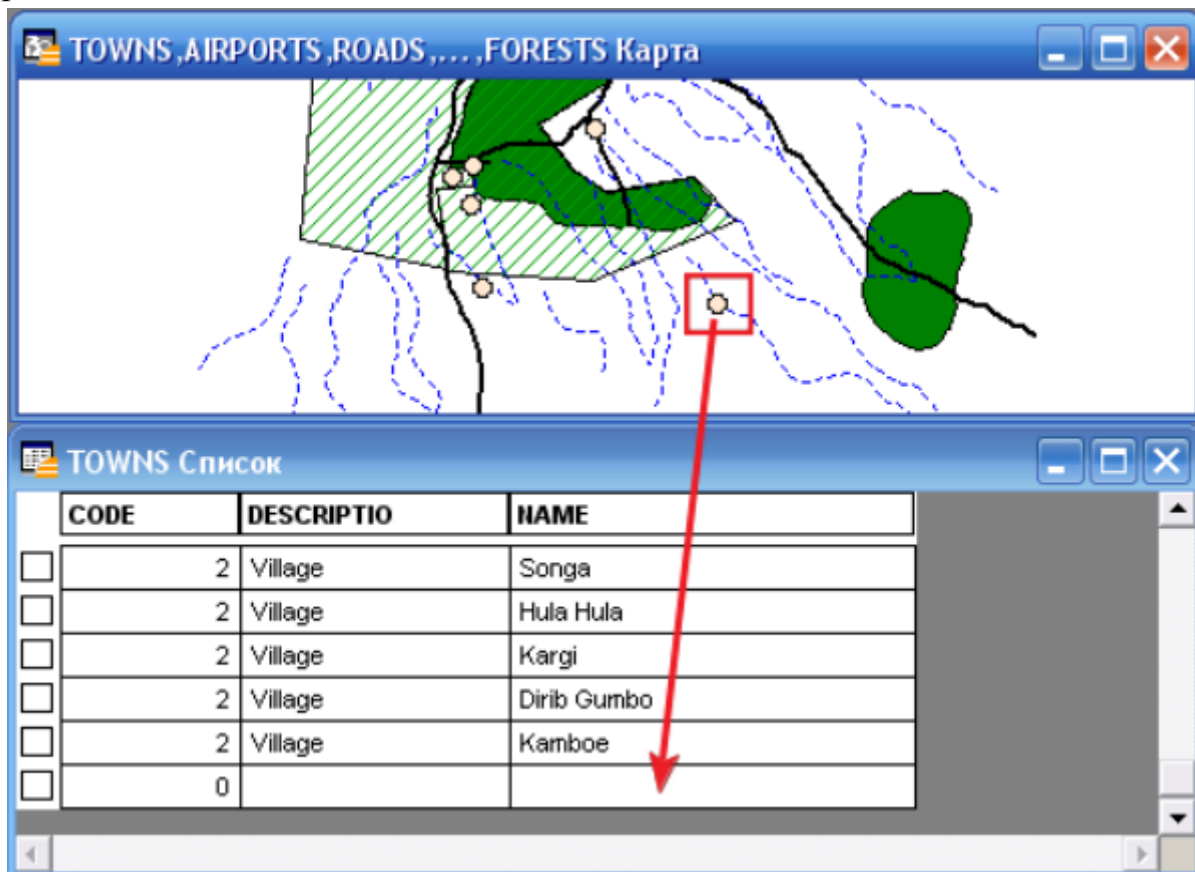 TOWNS,AIRPORTS,ROADS,...,FORESTS Карта
TOWNS Список
CODE DESCRIPTIO NAME
2 Village Songa
2 Village Hula Hula
2 Village Kargi
2 Village Dirib Gumbo
2 Village Kamboe
0